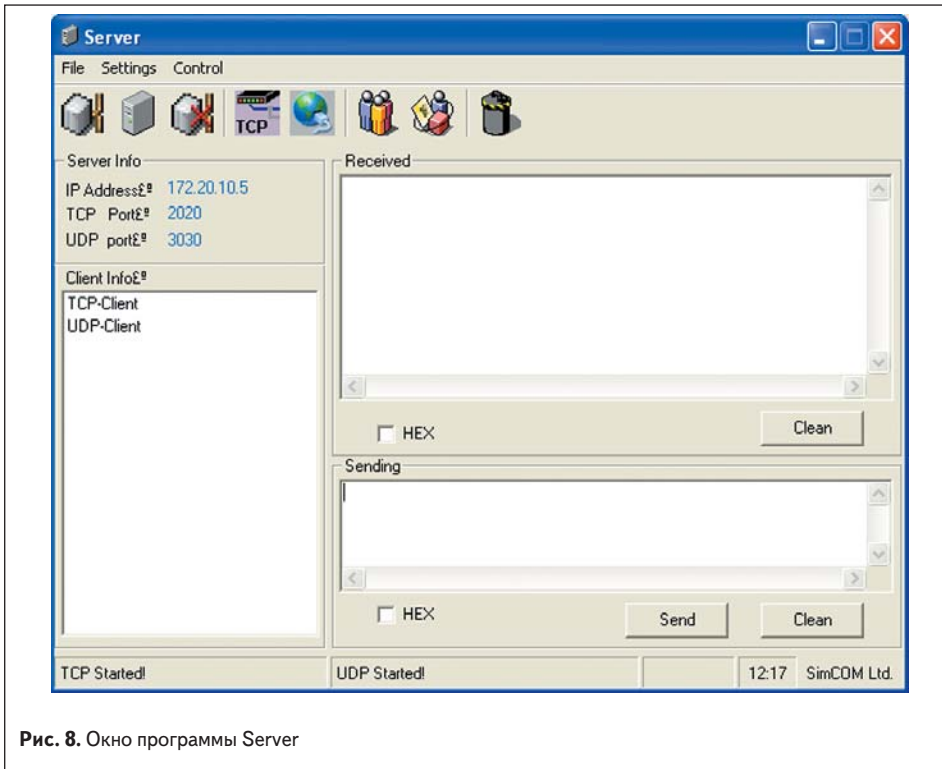 Server
File Settings Control
TCP
Server Info
IP Address£º 172.20.10.5
TCP Port£º 2020
UDP port£º 3030
Client Info£º
TCP-Client
UDP-Client
Received
HEX
Clean
Sending
HEX
Send
Clean
TCP Started!
UDP Started!
12:17
SimCOM Ltd.
Рис. 8. Окно программы Server